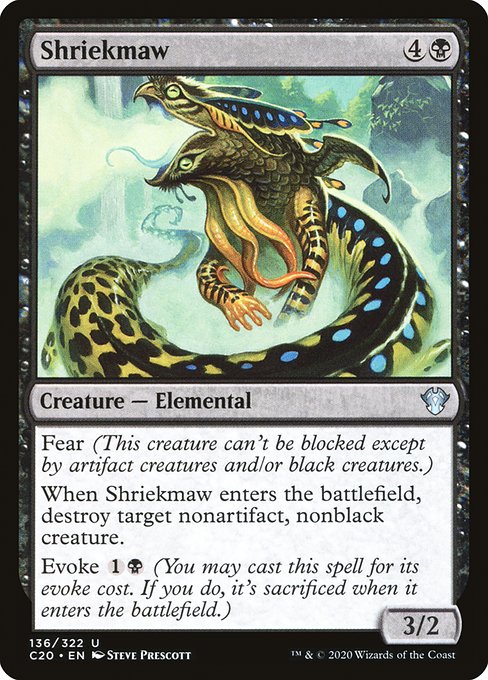 Shriekmaw 4
Creature — Elemental
Fear (This creature can't be blocked except
by artifact creatures and/or black creatures.)
When Shriekmaw enters the battlefield,
destroy target nonartifact, nonblack
creature.
Evoke 1 (You may cast this spell for its
evoke cost. If you do, it's sacrificed when it
enters the battlefield.)
3/2
136/322 U
C20 • EN Steve Prescott
™ & © 2020 Wizards of the Coast